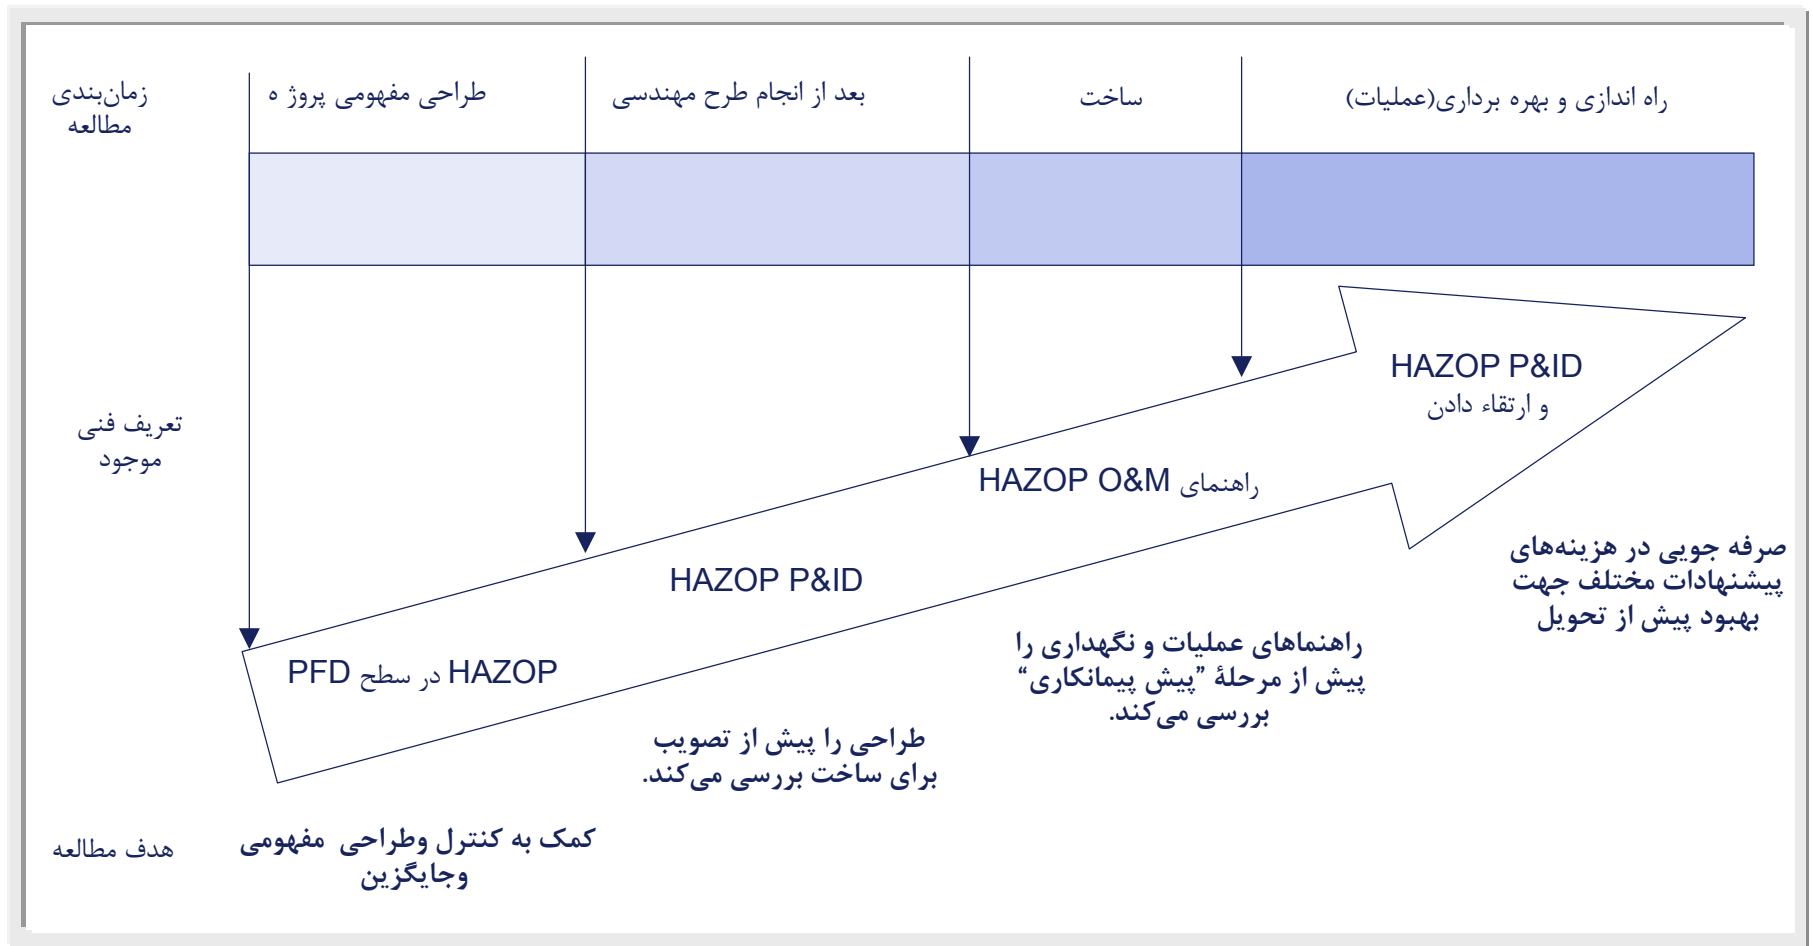 زمان‌بندی
مطالعه
طراحی مفهومی پروژ ه
بعد از انجام طرح مهندسی
ساخت
راه اندازی و بهره برداری(عملیات)
تعریف فنی
موجود
HAZOP در سطح PFD
HAZOP P&ID
راهنمای HAZOP O&M
HAZOP P&ID
و ارتقاء دادن
هدف مطالعه
کمک به کنترل وطراحی مفهومی
وجایگزین
طراحی را پیش از تصویب
برای ساخت بررسی می‌کند.
راهنماهای عملیات و نگهداری را
پیش از مرحلهٔ ”پیش پیمانکاری“
بررسی می‌کند.
صرفه جویی در هزینه‌های
پیشنهادات مختلف جهت
بهبود پیش از تحویل